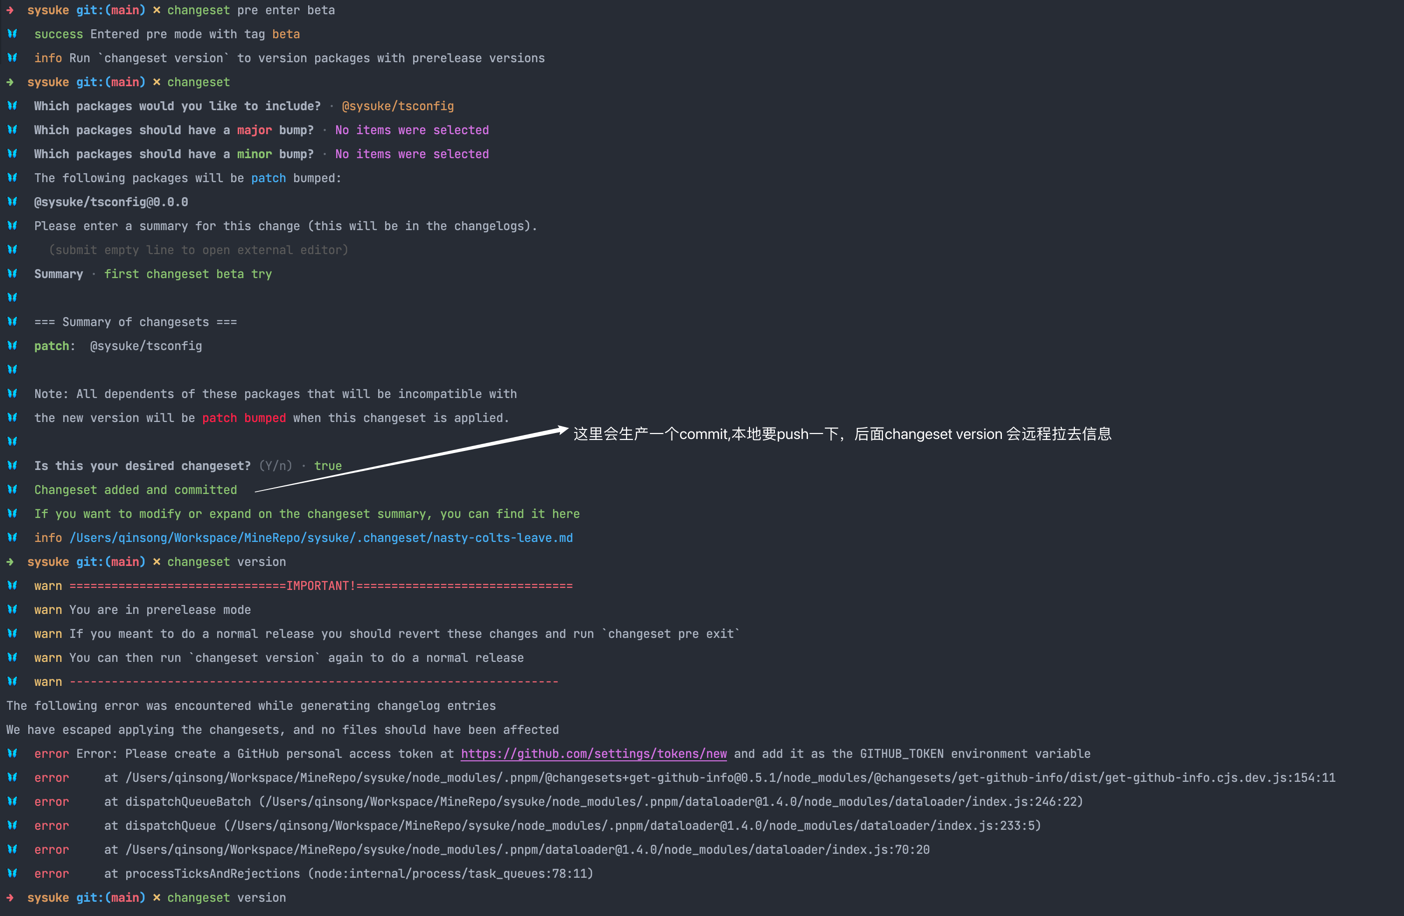 → sysuke git:(main) × changeset pre enter beta
success Entered pre mode with tag beta
info Run `changeset version` to version packages with prerelease versions
→ sysuke git:(main) × changeset
Which packages would you like to include? · @sysuke/tsconfig
Which packages should have a major bump? · No items were selected
Which packages should have a minor bump? · No items were selected
The following packages will be patch bumped:
@sysuke/tsconfig@0.0.0
Please enter a summary for this change (this will be in the changelogs).
(submit empty line to open external editor)
Summary · first changeset beta try
=== Summary of changesets ===
patch: @sysuke/tsconfig
Note: All dependents of these packages that will be incompatible with
the new version will be patch bumped when this changeset is applied.
这里会生产一个commit,本地要push一下，后面changeset version 会远程拉去信息
Is this your desired changeset? (Y/n) · true
Changeset added and committed
If you want to modify or expand on the changeset summary, you can find it here
info /Users/qinsong/Workspace/MineRepo/sysuke/.changeset/nasty-colts-leave.md
→ sysuke git:(main) × changeset version
warn ===============================IMPORTANT!===============================
warn You are in prerelease mode
warn If you meant to do a normal release you should revert these changes and run `changeset pre exit`
warn You can then run `changeset version` again to do a normal release
warn ----------------------------------------------------------------------
The following error was encountered while generating changelog entries
We have escaped applying the changesets, and no files should have been affected
error Error: Please create a GitHub personal access token at https://github.com/settings/tokens/new and add it as the GITHUB_TOKEN environment variable
error at /Users/qinsong/Workspace/MineRepo/sysuke/node_modules/.pnpm/@changesets+get-github-info@0.5.1/node_modules/@changesets/get-github-info/dist/get-github-info.cjs.dev.js:154:11
error at dispatchQueueBatch (/Users/qinsong/Workspace/MineRepo/sysuke/node_modules/.pnpm/dataloader@1.4.0/node_modules/dataloader/index.js:246:22)
error at dispatchQueue (/Users/qinsong/Workspace/MineRepo/sysuke/node_modules/.pnpm/dataloader@1.4.0/node_modules/dataloader/index.js:233:5)
error at /Users/qinsong/Workspace/MineRepo/sysuke/node_modules/.pnpm/dataloader@1.4.0/node_modules/dataloader/index.js:70:20
error at processTicksAndRejections (node:internal/process/task_queues:78:11)
→ sysuke git:(main) × changeset version